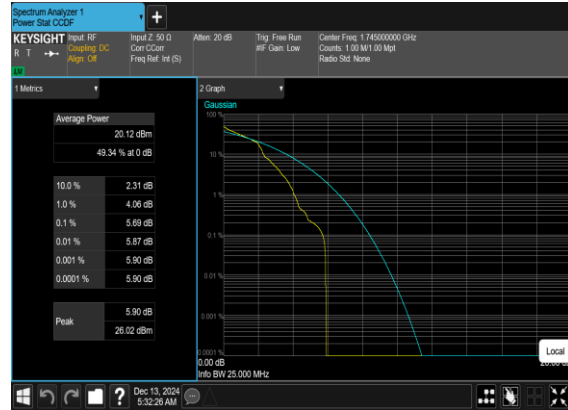 Spectrum Analyzer 1
Power Stat CCDF
KEYSIGHT
R T
LM
Input: RF
Coupling: DC
Align: Off
Input Z: 50 Ω
Corr CCorr
Freq Ref: Int (S)
Atten: 20 dB
Trig: Free Run
#IF Gain: Low
Center Freq: 1.745000000 GHz
Counts: 1.00 M/1.00 Mpt
Radio Std: None
1 Metrics
Average Power
20.12 dBm
49.34 % at 0 dB
10.0 % 2.31 dB
1.0 % 4.06 dB
0.1 % 5.69 dB
0.01 % 5.87 dB
0.001 % 5.90 dB
0.0001 % 5.90 dB
Peak
5.90 dB
26.02 dBm
2 Graph
Gaussian
100 %
10 %
1 %
0.1 %
0.01 %
0.001 %
0.0001 %
0.00 dB
Info BW 25.000 MHz
Local
?
Dec 13, 2024
5:32:26 AM